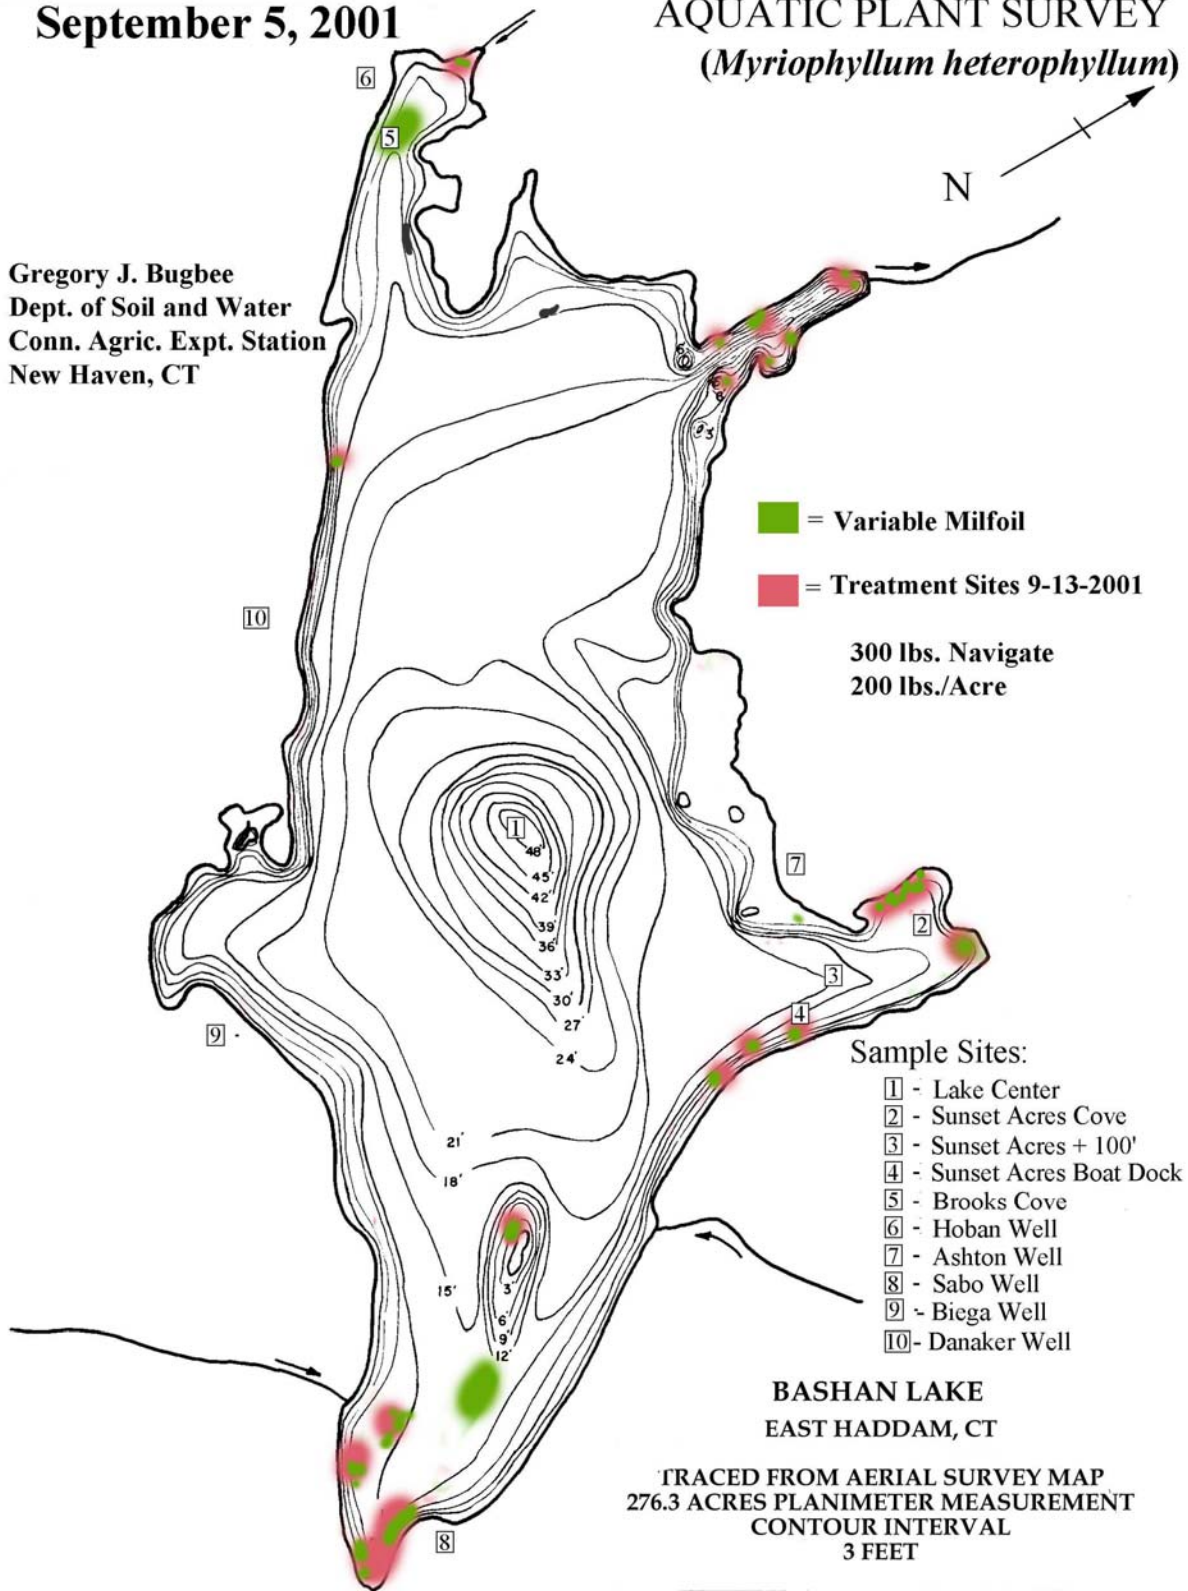 September 5, 2001
AQUATIC PLANT SURVEY
(Myriophyllum heterophyllum)
6
5
N
Gregory J. Bugbee
Dept. of Soil and Water
Conn. Agric. Expt. Station
New Haven, CT
3'
= Variable Milfoil
= Treatment Sites 9-13-2001
300 lbs. Navigate
200 lbs./Acre
10
1
48'
45'
42'
39'
36'
33'
30'
27'
24'
21'
18'
15'
7
2
3
4
9
3'
6'
9'
12'
8
Sample Sites:
1 - Lake Center
2 - Sunset Acres Cove
3 - Sunset Acres + 100'
4 - Sunset Acres Boat Dock
5 - Brooks Cove
6 - Hoban Well
7 - Ashton Well
8 - Sabo Well
9 - Biega Well
10 - Danaker Well
BASHAN LAKE
EAST HADDAM, CT
TRACED FROM AERIAL SURVEY MAP
276.3 ACRES PLANIMETER MEASUREMENT
CONTOUR INTERVAL
3 FEET